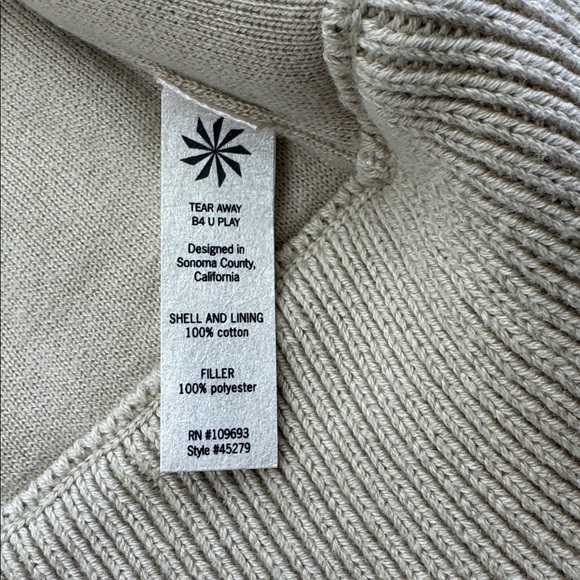 TEAR AWAY
B4 U PLAY
Designed in
Sonoma County,
California
SHELL AND LINING
100% cotton
FILLER
100% polyester
RN #109693
Style #45279